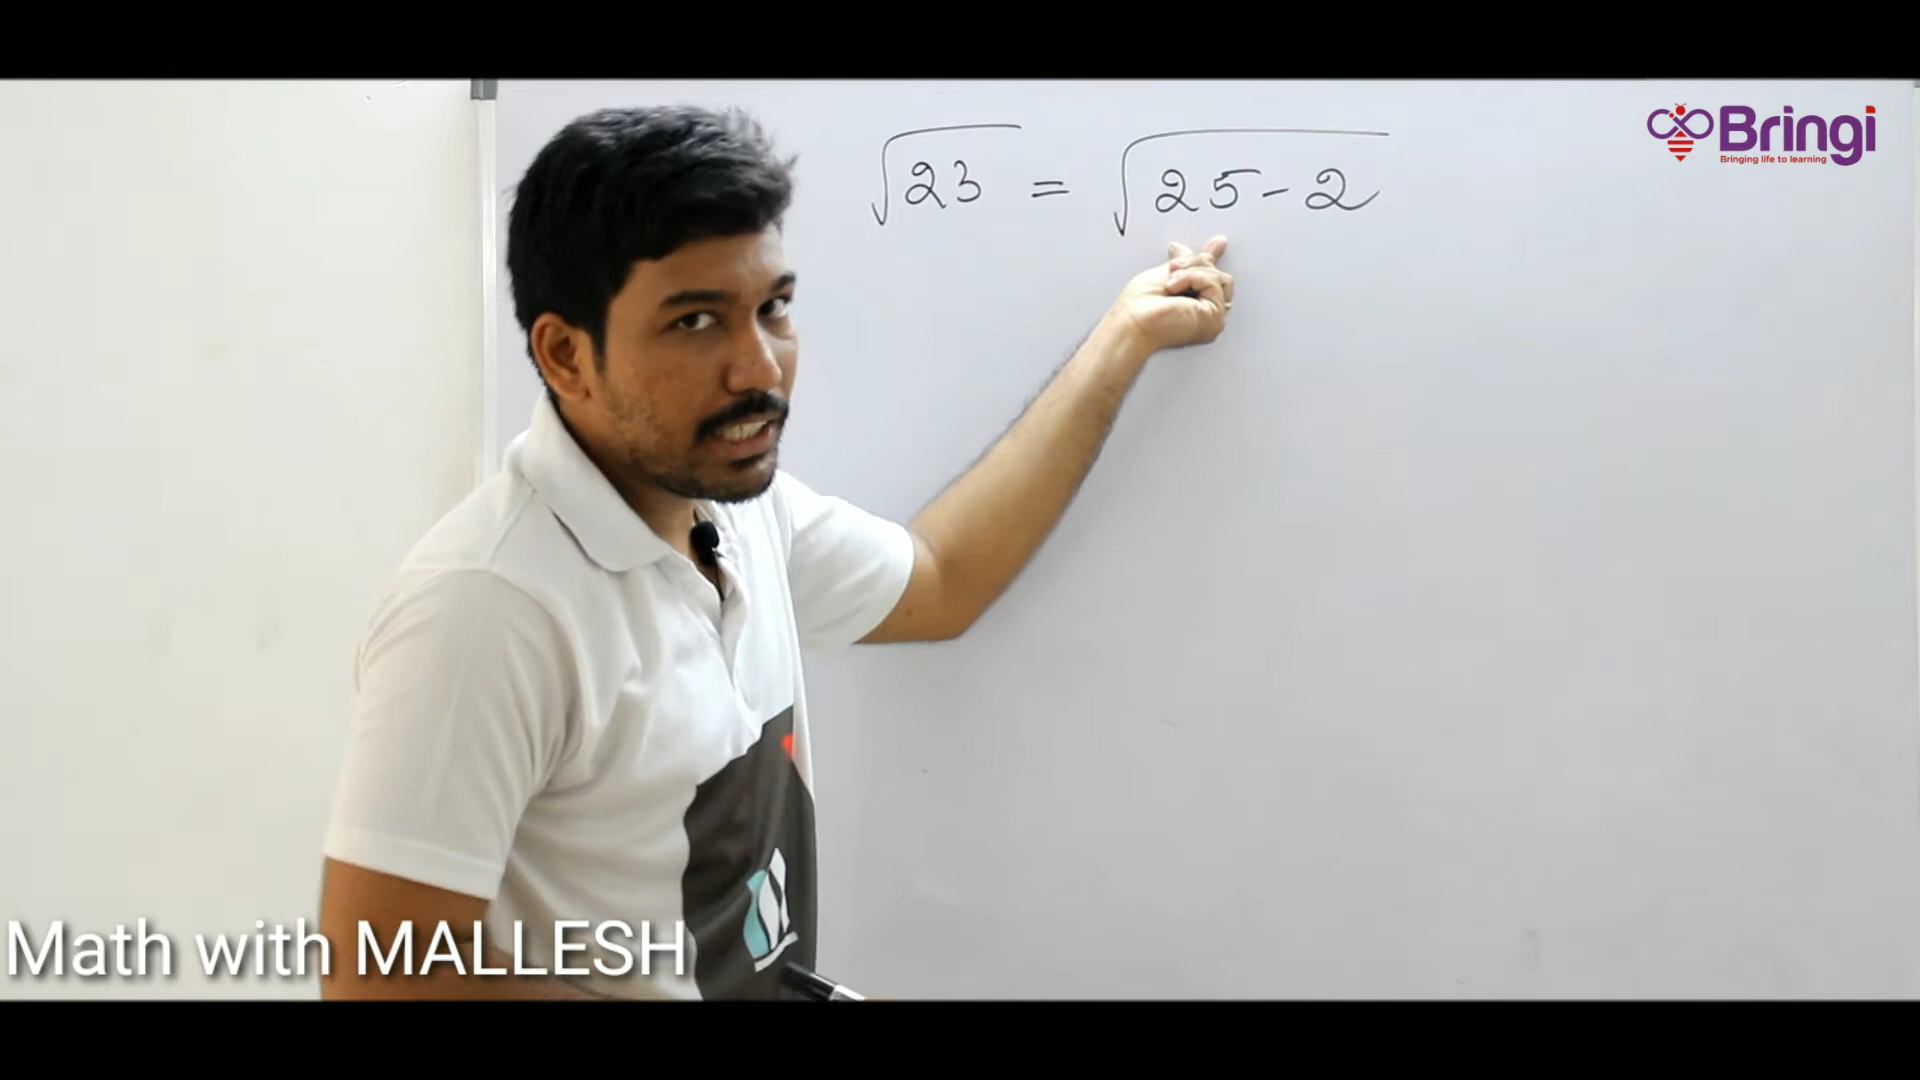 √23 = √25-2
Bringi
Bringing life to learning
Math with MALLESH